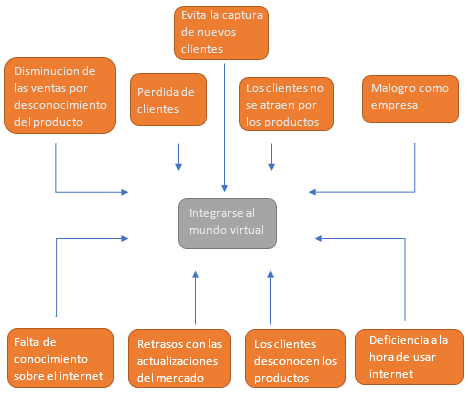 Evita la captura
de nuevos
clientes
Disminucion de
las ventas por
desconocimiento
del producto
Perdida de
clientes
Los clientes no
se atraen por
los productos
Malogro como
empresa
Integrarse al
mundo virtual
Falta de
conocimiento
sobre el internet
Retrasos con las
actualizaciones
del mercado
Los clientes
desconocen los
productos
Deficiencia a la
hora de usar
internet